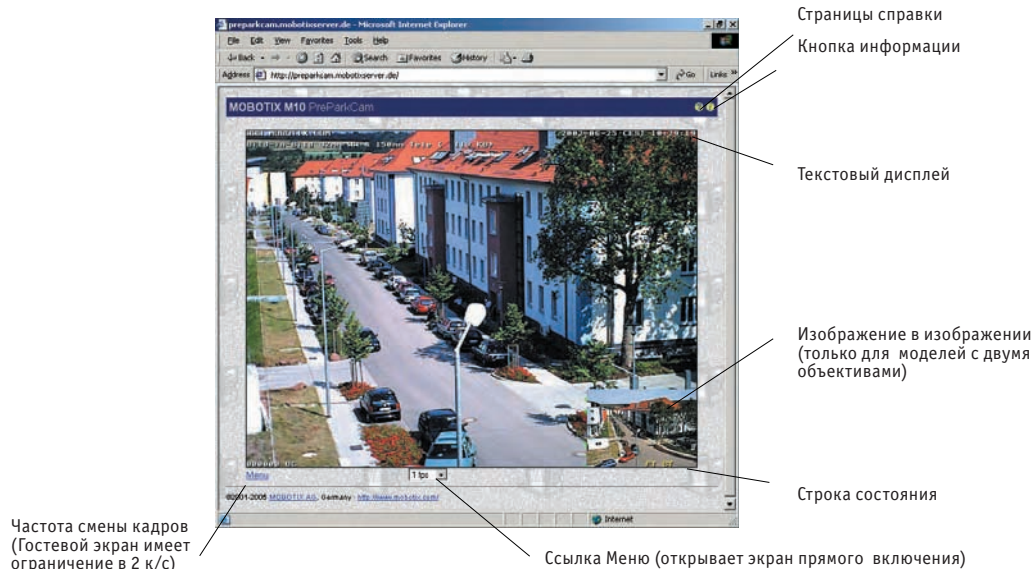 Страницы справки
Кнопка информации
preparkcam.mobotixserver.de - Microsoft Internet Explorer
File Edit View Favorites Tools Help
Back Search Favorites History
Address http://preparkcam.mobotixserver.de/ Go Links
MOBOTIX M10 PreParkCam
Текстовый дисплей
Изображение в изображении
(только для моделей с двумя
объективами)
Menu 1 fps
©2001-2005 MOBOTIX AG, Germany · http://www.mobotix.com/
Строка состояния
Internet
Частота смены кадров
(Гостевой экран имеет
ограничение в 2 к/с)
Ссылка Меню (открывает экран прямого включения)